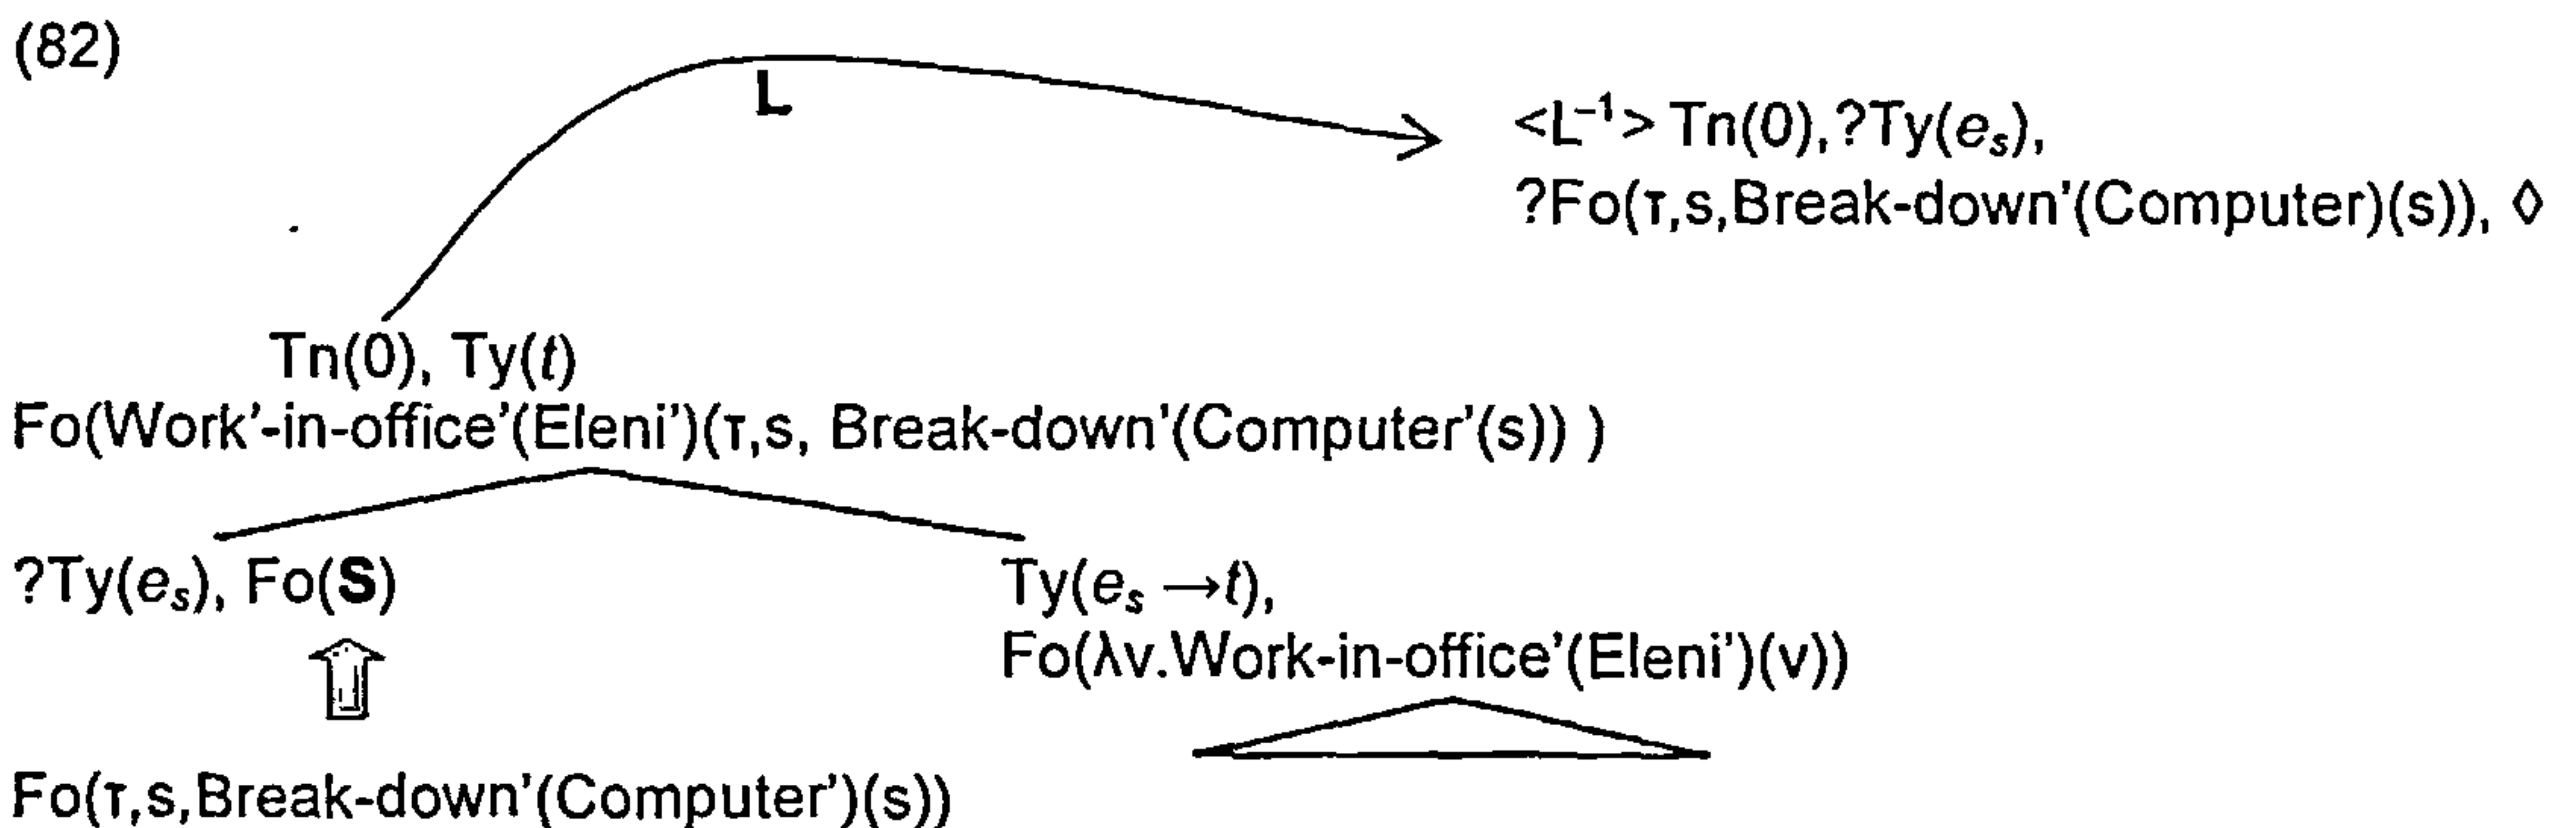 (82)
L
<L⁻¹> Tn(0),?Ty(eₛ),
?Fo(τ,s,Break-down'(Computer)(s)), ◊
Tn(0), Ty(t)
Fo(Work'-in-office'(Eleni')(τ,s, Break-down'(Computer'(s)) )
?Ty(eₛ), Fo(S)
Ty(eₛ →t),
Fo(λv.Work-in-office'(Eleni')(v))
Fo(τ,s,Break-down'(Computer')(s))